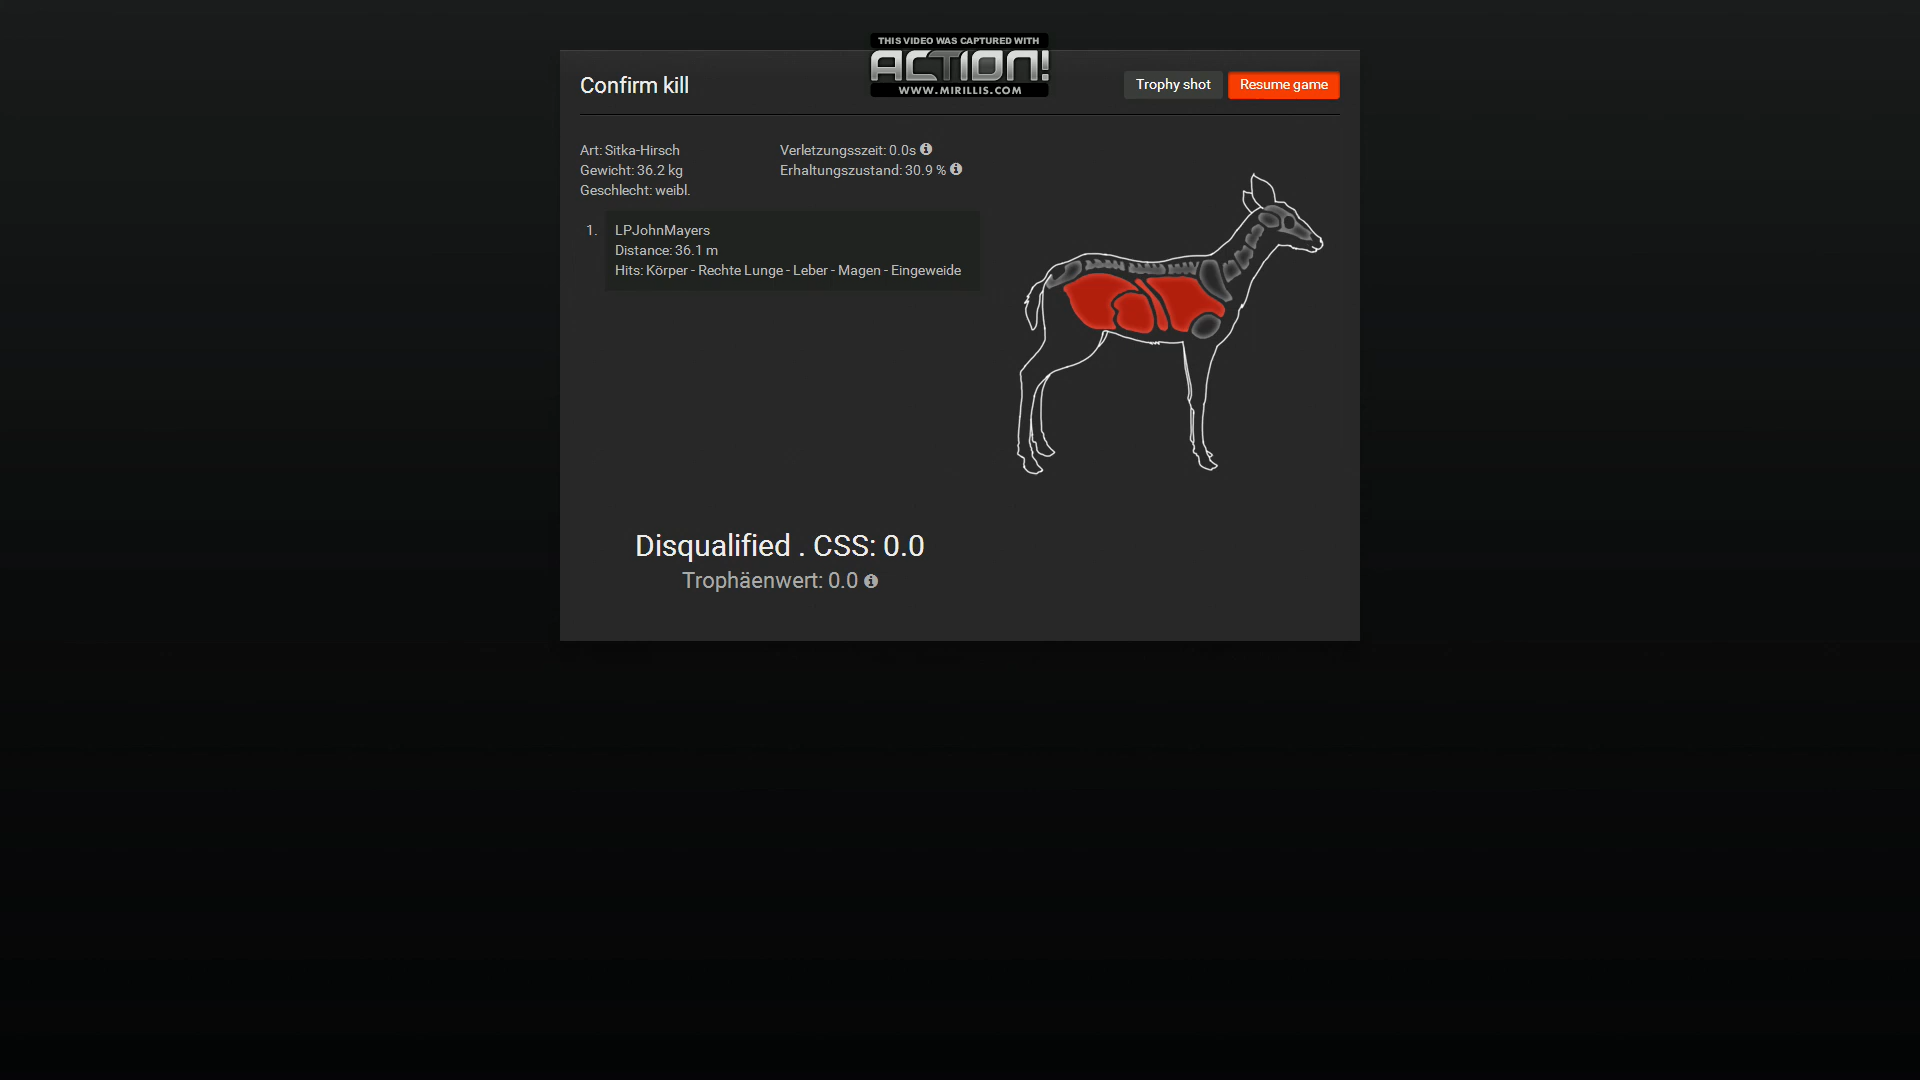 THIS VIDEO WAS CAPTURED WITH
ACTION!
WWW.MIRILLIS.COM
Confirm kill
Trophy shot
Resume game
Art: Sitka-Hirsch
Gewicht: 36.2 kg
Geschlecht: weibl.
Verletzungsszeit: 0.0s
Erhaltungszustand: 30.9 %
1.
LPJohnMayers
Distance: 36.1 m
Hits: Körper - Rechte Lunge - Leber - Magen - Eingeweide
Disqualified . CSS: 0.0
Trophäenwert: 0.0